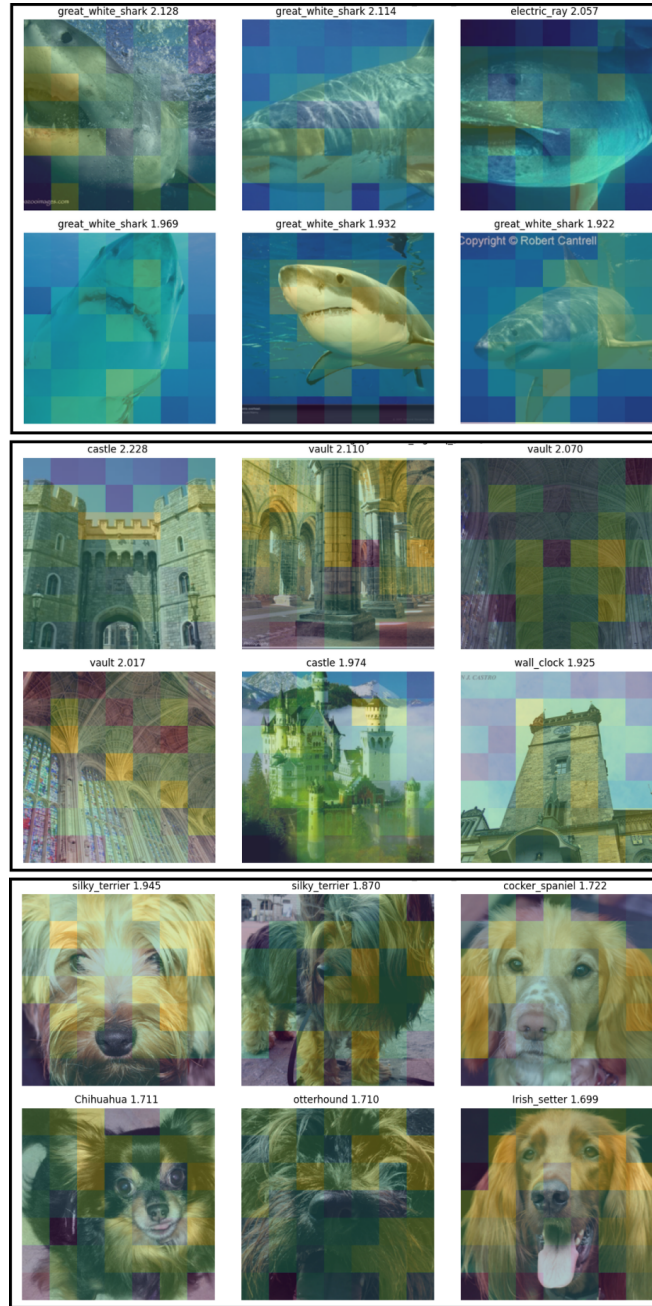 great_white_shark 2.128
great_white_shark 2.114
electric_ray 2.057
great_white_shark 1.969
great_white_shark 1.932
great_white_shark 1.922
Copyright © Robert Cantrell
castle 2.228
vault 2.110
vault 2.070
vault 2.017
castle 1.974
wall_clock 1.925
silky_terrier 1.945
silky_terrier 1.870
cocker_spaniel 1.722
Chihuahua 1.711
otterhound 1.710
Irish_setter 1.699